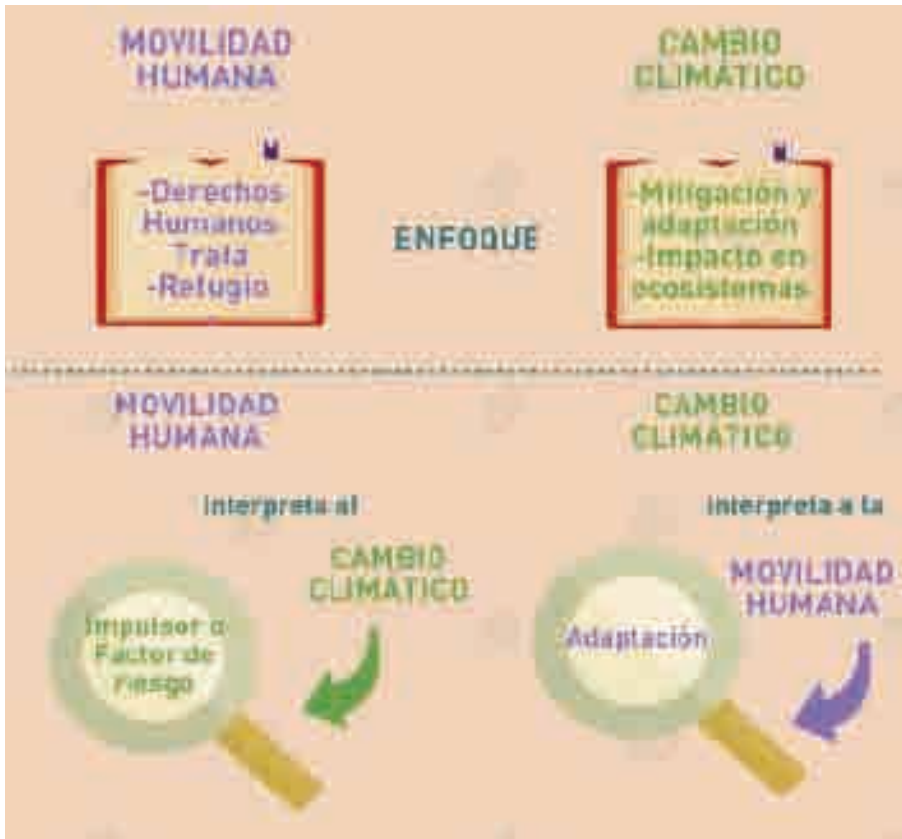 MOVILIDAD
HUMANA
CAMBIO
CLIMÁTICO
-Derechos
Humanos
Trata
-Refugio
ENFOQUE
-Mitigación y
adaptación
-Impacto en
ecosistemas
MOVILIDAD
HUMANA
CAMBIO
CLIMÁTICO
interpreta al
interpreta a la
CAMBIO
CLIMÁTICO
MOVILIDAD
HUMANA
Impulsor o
Factor de
riesgo
Adaptación